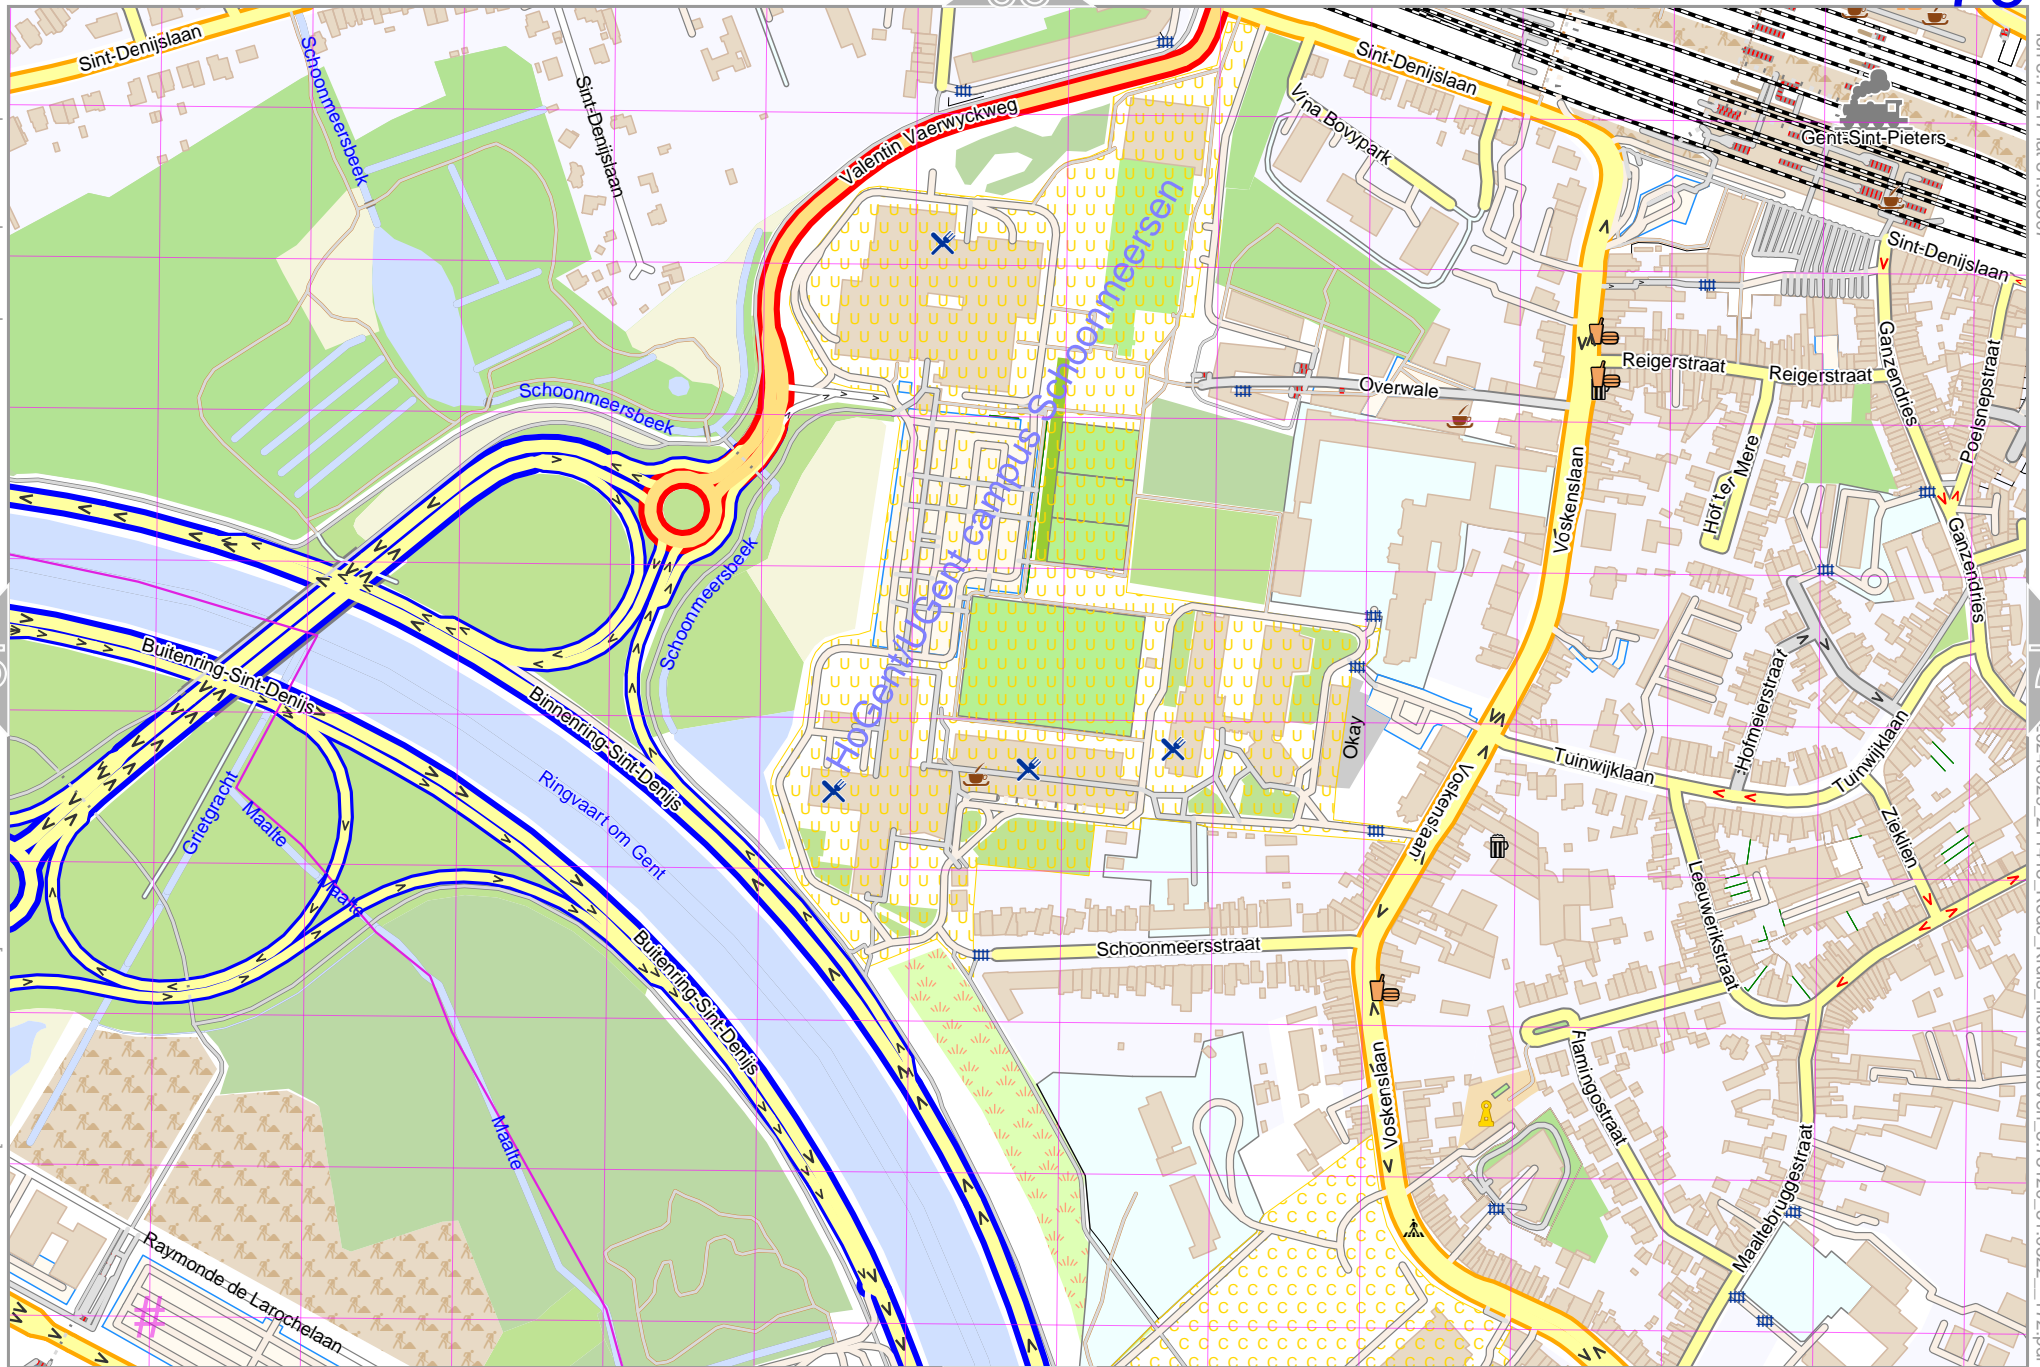 Sint-Denijslaan
Schoonmeersbeek
Sint-Denijslaan
Valentin Vaerwyckweg
Sint-Denijslaan
Vina Bovypark
Gent-Sint-Pieters
Sint-Denijslaan
HoGent/UGent Campus Schoonmeersen
Schoonmeersbeek
Overwale
Reigerstraat
Reigerstraat
Ganzendries
Poelsnepstraat
Hof ter Mere
Voskenslaan
Ganzendries
Schoonmeersbeek
Buitenring-Sint-Denijs
Binnenring-Sint-Denijs
Ringvaart om Gent
Grietgracht
Maalte
Maalte
Okay
Voskenslaan
Tuinwijklaan
Hofmeierstraat
Tuinwijklaan
Zieklien
Leeuwerikstraat
Schoonmeersstraat
Buitenring-Sint-Denijs
Voskenslaan
Flamingostraat
Maaltebruggestraat
Maalte
Raymonde de Larochelaan